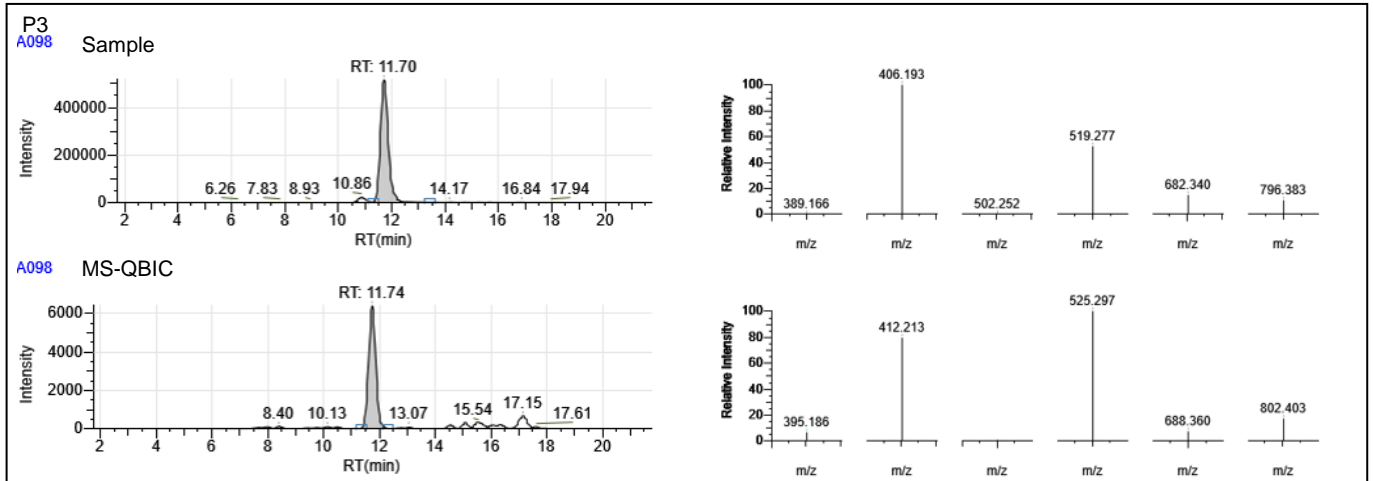 P3
A098 Sample
RT: 11.70
Intensity
400000
200000
0
6.26 7.83 8.93 10.86 14.17 16.84 17.94
2 4 6 8 10 12 14 16 18 20
RT(min)
Relative Intensity
100
80
60
40
20
0
389.166 406.193 502.252 519.277 682.340 796.383
m/z m/z m/z m/z m/z m/z
A098 MS-QBIC
RT: 11.74
Intensity
6000
4000
2000
0
8.40 10.13 13.07 15.54 17.15 17.61
2 4 6 8 10 12 14 16 18 20
RT(min)
Relative Intensity
100
80
60
40
20
0
395.186 412.213 525.297 688.360 802.403
m/z m/z m/z m/z m/z m/z